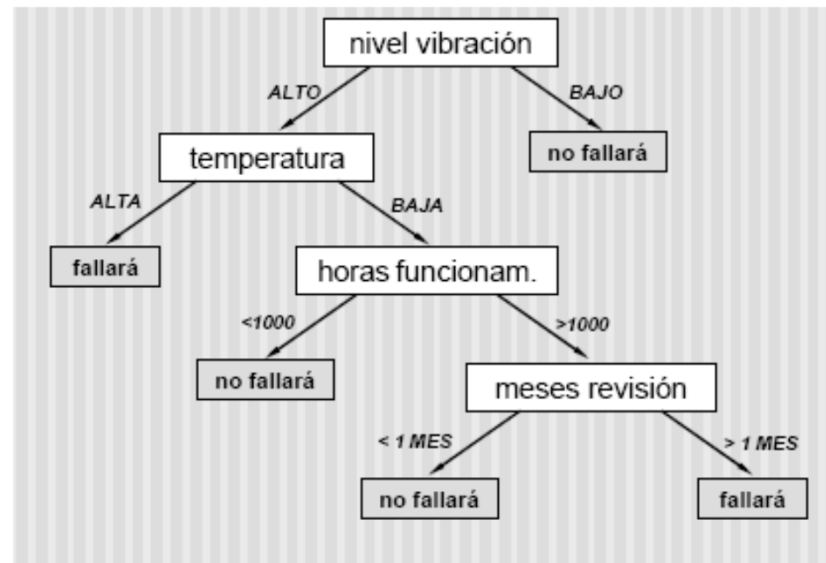 nivel vibración
ALTO
BAJO
temperatura
no fallará
ALTA
BAJA
fallará
horas funcionam.
<1000
>1000
no fallará
meses revisión
< 1 MES
> 1 MES
no fallará
fallará